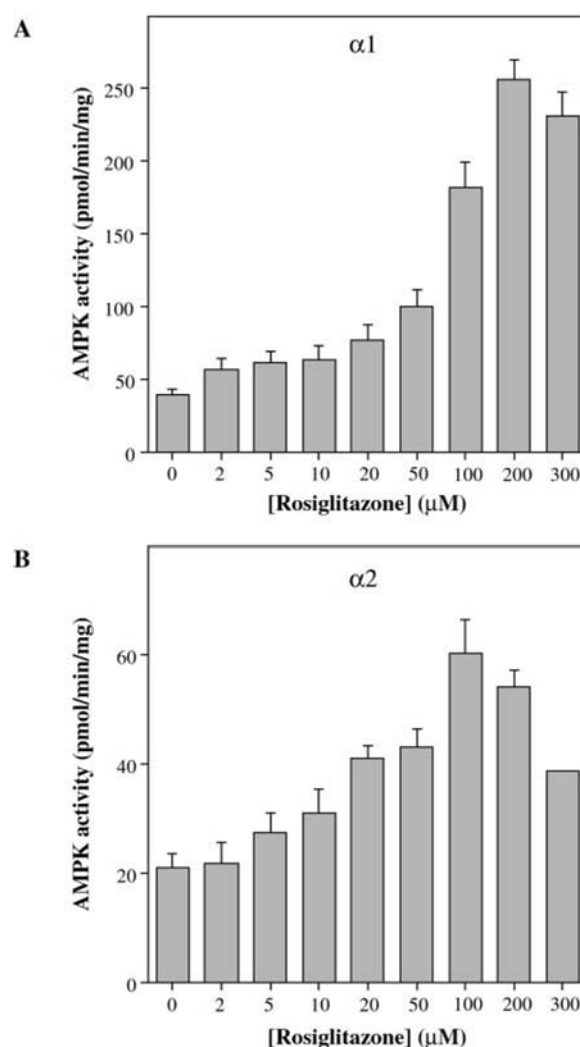 A
α1
AMPK activity (pmol/min/mg)
250
200
150
100
50
0
0 2 5 10 20 50 100 200 300
[Rosiglitazone] (μM)
B
α2
AMPK activity (pmol/min/mg)
60
40
20
0
0 2 5 10 20 50 100 200 300
[Rosiglitazone] (μM)